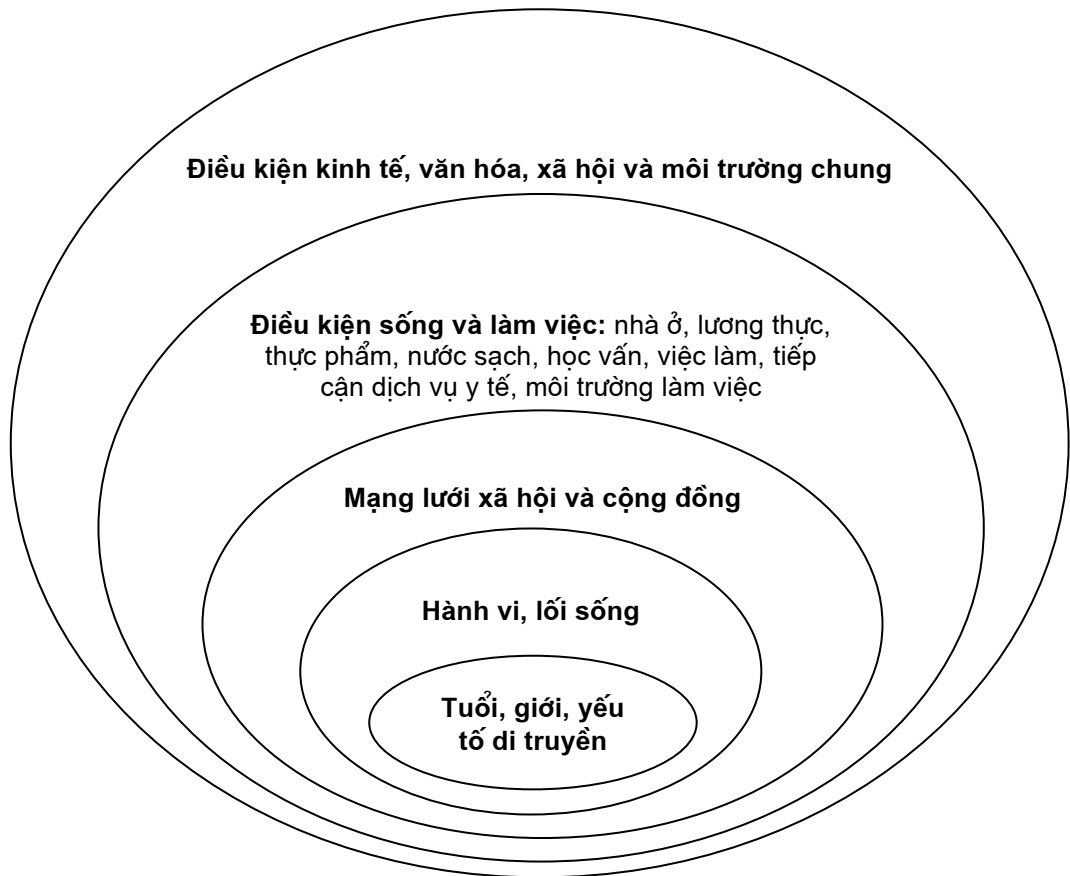 Điều kiện kinh tế, văn hóa, xã hội và môi trường chung
Điều kiện sống và làm việc: nhà ở, lương thực,
thực phẩm, nước sạch, học vấn, việc làm, tiếp
cận dịch vụ y tế, môi trường làm việc
Mạng lưới xã hội và cộng đồng
Hành vi, lối sống
Tuổi, giới, yếu
tố di truyền